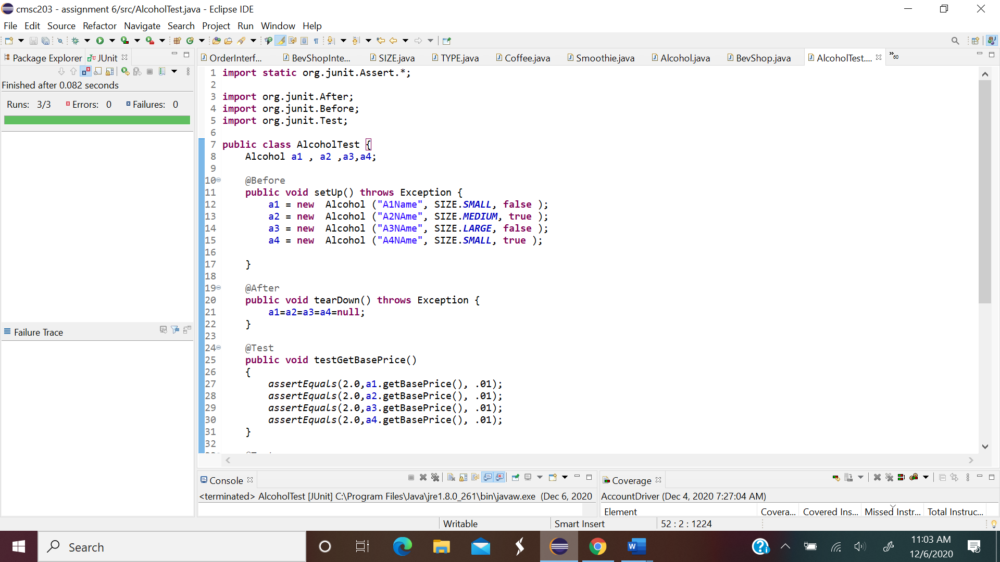 cmsc203 - assignment 6/src/AlcoholTest.java - Eclipse IDE
File Edit Source Refactor Navigate Search Project Run Window Help
Package Explorer JUnit
OrderInterf... BevShopInte... SIZE.java TYPE.java Coffee.java Smoothie.java Alcohol.java BevShop.java AlcoholTest.... »60
Finished after 0.082 seconds
Runs: 3/3 Errors: 0 Failures: 0
Failure Trace
1 import static org.junit.Assert.*;
2
3 import org.junit.After;
4 import org.junit.Before;
5 import org.junit.Test;
6
7 public class AlcoholTest {
8 Alcohol a1 , a2 ,a3,a4;
9
10 @Before
11 public void setUp() throws Exception {
12 a1 = new  Alcohol ("A1Name", SIZE.SMALL, false );
13 a2 = new  Alcohol ("A2NAme", SIZE.MEDIUM, true );
14 a3 = new  Alcohol ("A3NAme", SIZE.LARGE, false );
15 a4 = new  Alcohol ("A4NAme", SIZE.SMALL, true );
16
17 }
18
19 @After
20 public void tearDown() throws Exception {
21 a1=a2=a3=a4=null;
22 }
23
24 @Test
25 public void testGetBasePrice()
26 {
27 assertEquals(2.0,a1.getBasePrice(), .01);
28 assertEquals(2.0,a2.getBasePrice(), .01);
29 assertEquals(2.0,a3.getBasePrice(), .01);
30 assertEquals(2.0,a4.getBasePrice(), .01);
31 }
32
Console
<terminated> AlcoholTest [JUnit] C:\Program Files\Java\jre1.8.0_261\bin\javaw.exe (Dec 6, 2020
Coverage
AccountDriver (Dec 4, 2020 7:27:04 AM)
Element Covera... Covered Ins... Missed Instr... Total Instruc...
Writable Smart Insert 52 : 2 : 1224
Search
11:03 AM
12/6/2020